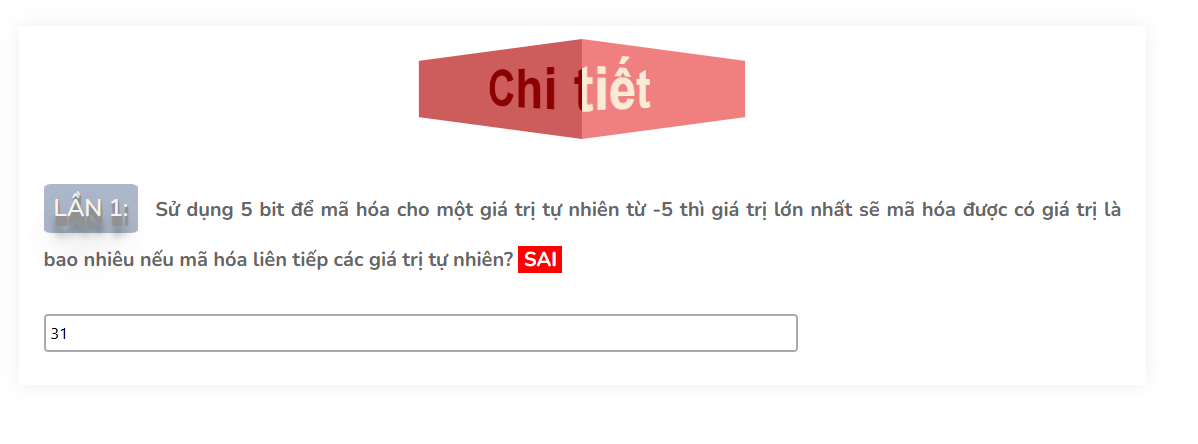 Chi tiết
LẦN 1: Sử dụng 5 bit để mã hóa cho một giá trị tự nhiên từ -5 thì giá trị lớn nhất sẽ mã hóa được có giá trị là
bao nhiêu nếu mã hóa liên tiếp các giá trị tự nhiên? SAI
31